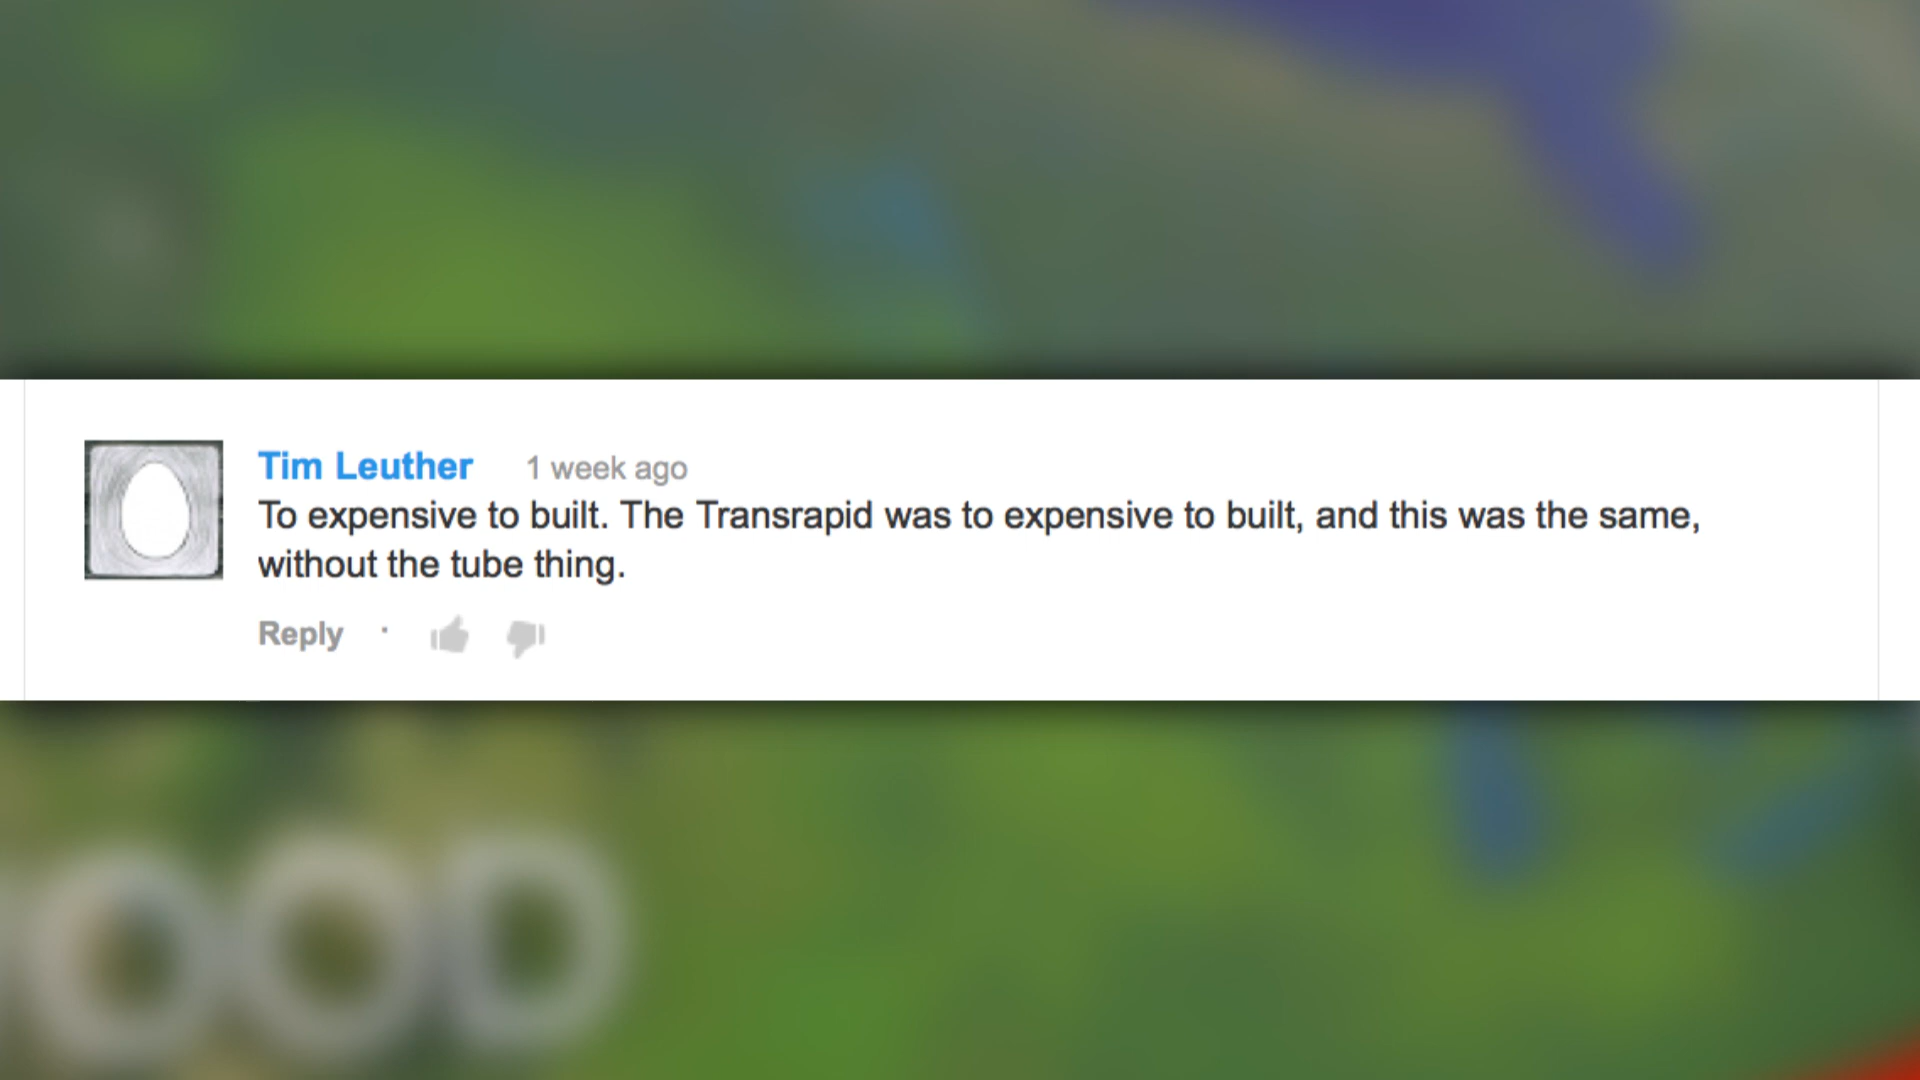 Tim Leuther 1 week ago
To expensive to built. The Transrapid was to expensive to built, and this was the same,
without the tube thing.
Reply ·